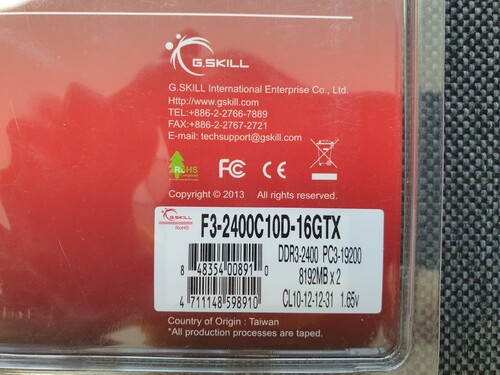 G.SKILL
G.SKILL International Enterprise Co., Ltd.
Http://www.gskill.com
TEL:+886-2-2766-7889
FAX:+886-2-2767-2721
E-mail: techsupport@gskill.com
RoHS
FC CE
Copyright © 2013 All rights reserved.
G.SKILL
RoHS
F3-2400C10D-16GTX
DDR3-2400 PC3-19200
8 48354 00891 0
8192MB x 2
4 711148 598910
CL10-12-12-31 1.65v
Country of Origin : Taiwan
*All production processes are taped.